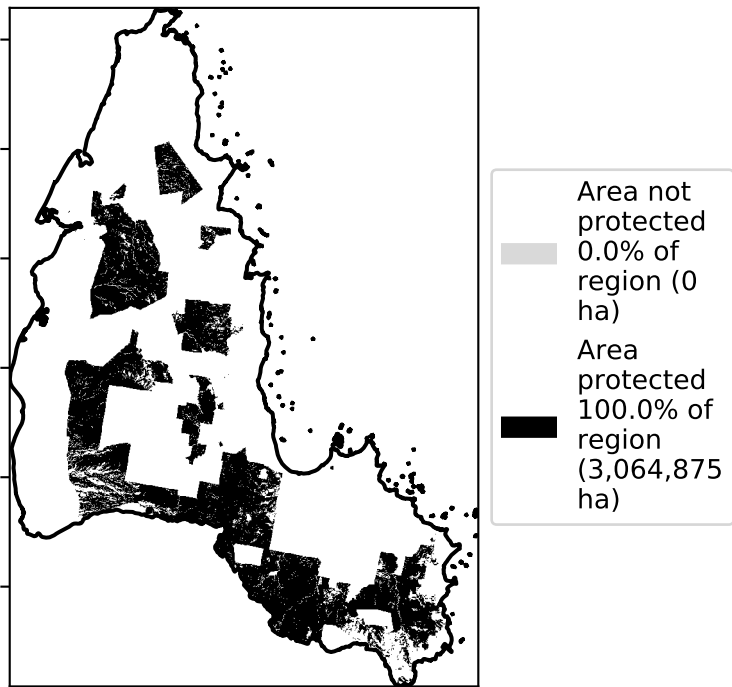 Area not
protected
0.0% of
region (0
ha)
Area
protected
100.0% of
region
(3,064,875
ha)